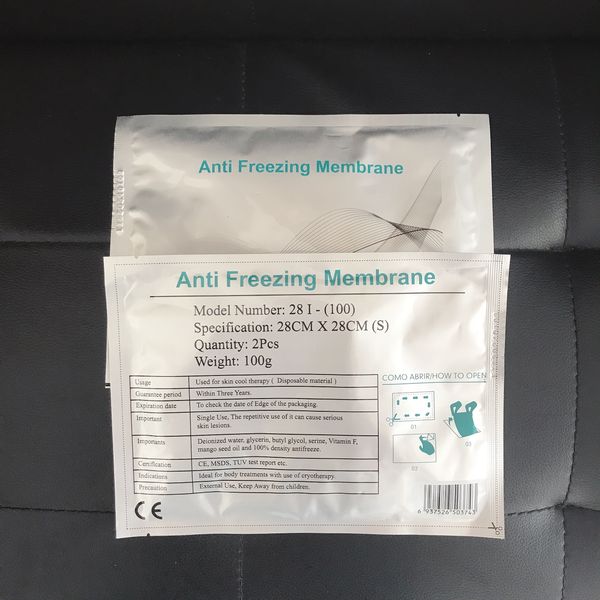 Anti Freezing Membrane
Anti Freezing Membrane
Model Number: 28 I - (100)
Specification: 28CM X 28CM (S)
Quantity: 2Pcs
Weight: 100g
Usage Used for skin cool therapy ( Disposable material )
Guarantee period Within Three Years.
Expiration date To check the date of Edge of the packaging.
Important Single Use, The repetitive use of it can cause serious
skin lesions.
Importants Deionized water, glycerin, butyl glycol, serine, Vitamin F,
mango seed oil and 100% density antifreeze.
Certification CE, MSDS, TUV test report etc.
Indications Ideal for body treatments with use of cryotherapy.
Precaution External Use, Keep Away from children.
CE
COMO ABRIR/HOW TO OPEN
01
02
03
6 937526 503743